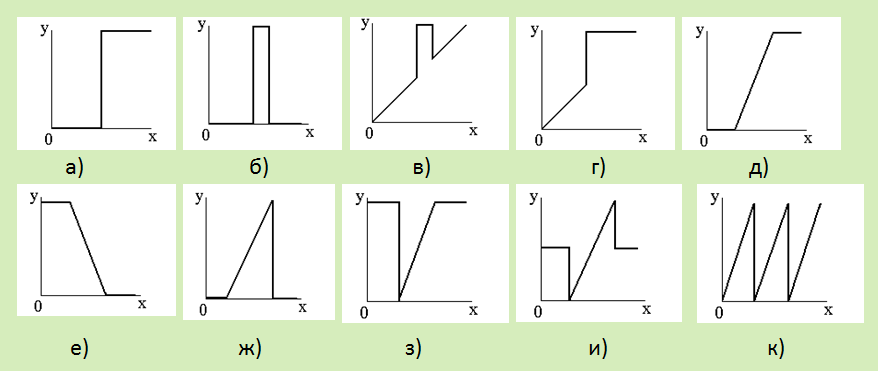 y y y y y
0 x 0 x 0 x 0 x 0 x
а) б) в) г) д)
y y y y y
0 x 0 x 0 x 0 x 0 x
е) ж) з) и) к)